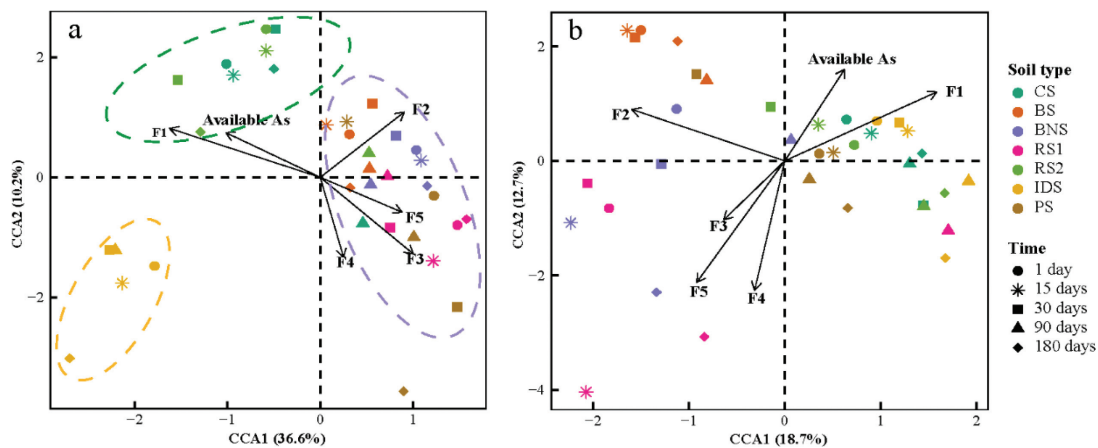 a
CCA2 (10.2%)
2
0
−2
F1
Available As
F2
F5
F3
F4
−2
−1
0
1
CCA1 (36.6%)
b
CCA2 (12.7%)
2
0
−2
−4
Available As
F1
F2
F3
F5
F4
−2
−1
0
1
2
CCA1 (18.7%)
Soil type
CS
BS
BNS
RS1
RS2
IDS
PS
Time
1 day
15 days
30 days
90 days
180 days